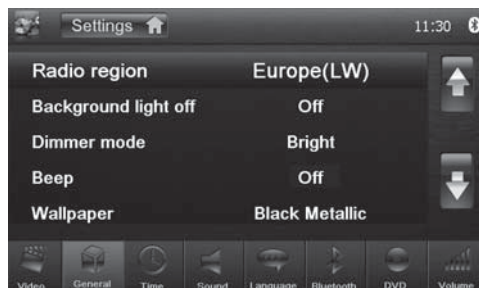 Settings 11:30
Radio region Europe(LW)
Background light off Off
Dimmer mode Bright
Beep Off
Wallpaper Black Metallic
Video General Time Sound Language Bluetooth DVD Volume